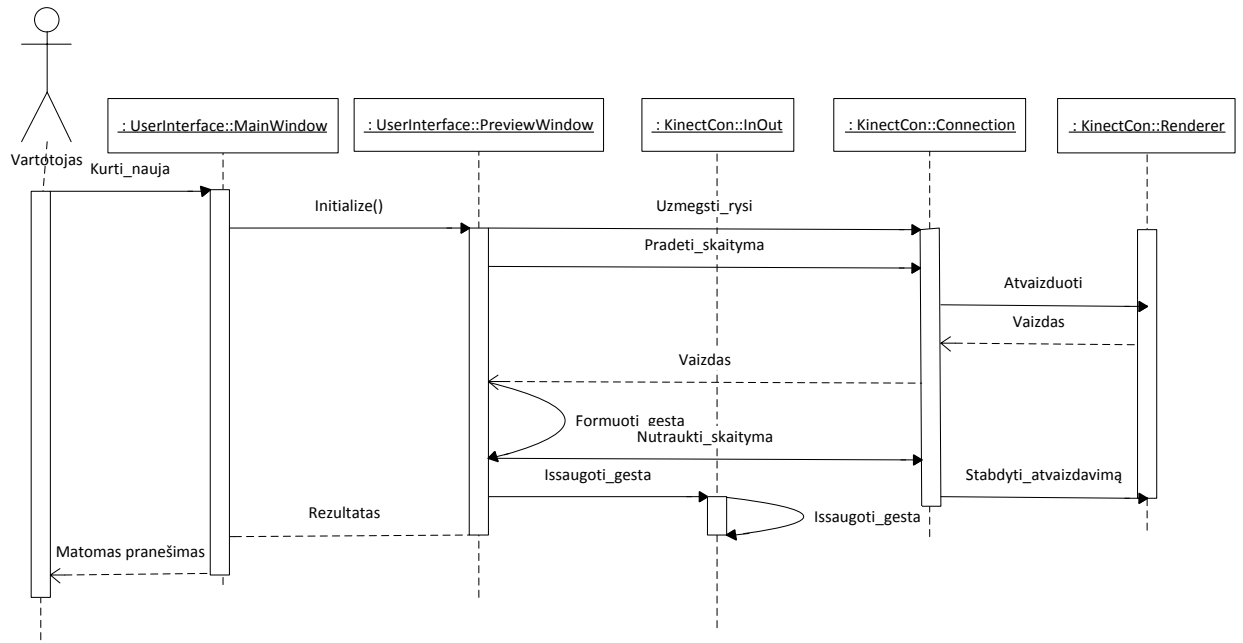 : UserInterface::MainWindow
: UserInterface::PreviewWindow
: KinectCon::InOut
: KinectCon::Connection
: KinectCon::Renderer
Vartotojas
Kurti_nauja
Initialize()
Uzmegsti_rysi
Pradeti_skaityma
Atvaizduoti
Vaizdas
Vaizdas
Formuoti_gesta
Nutraukti_skaityma
Issaugoti_gesta
Stabdyti_atvaizdavimą
Rezultatas
Issaugoti_gesta
Matomas pranešimas